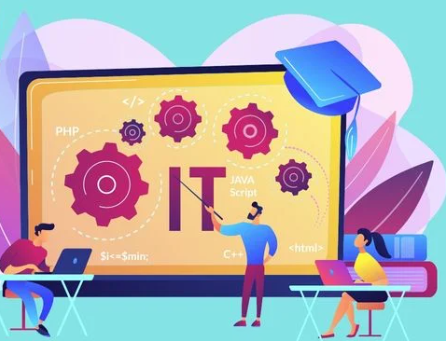 </>
PHP
IT
JAVA
Script
$i<=$min;
C++
<html>